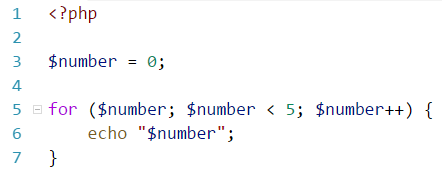 1 <?php
2
3 $number = 0;
4
5 for ($number; $number < 5; $number++) {
6     echo "$number";
7 }